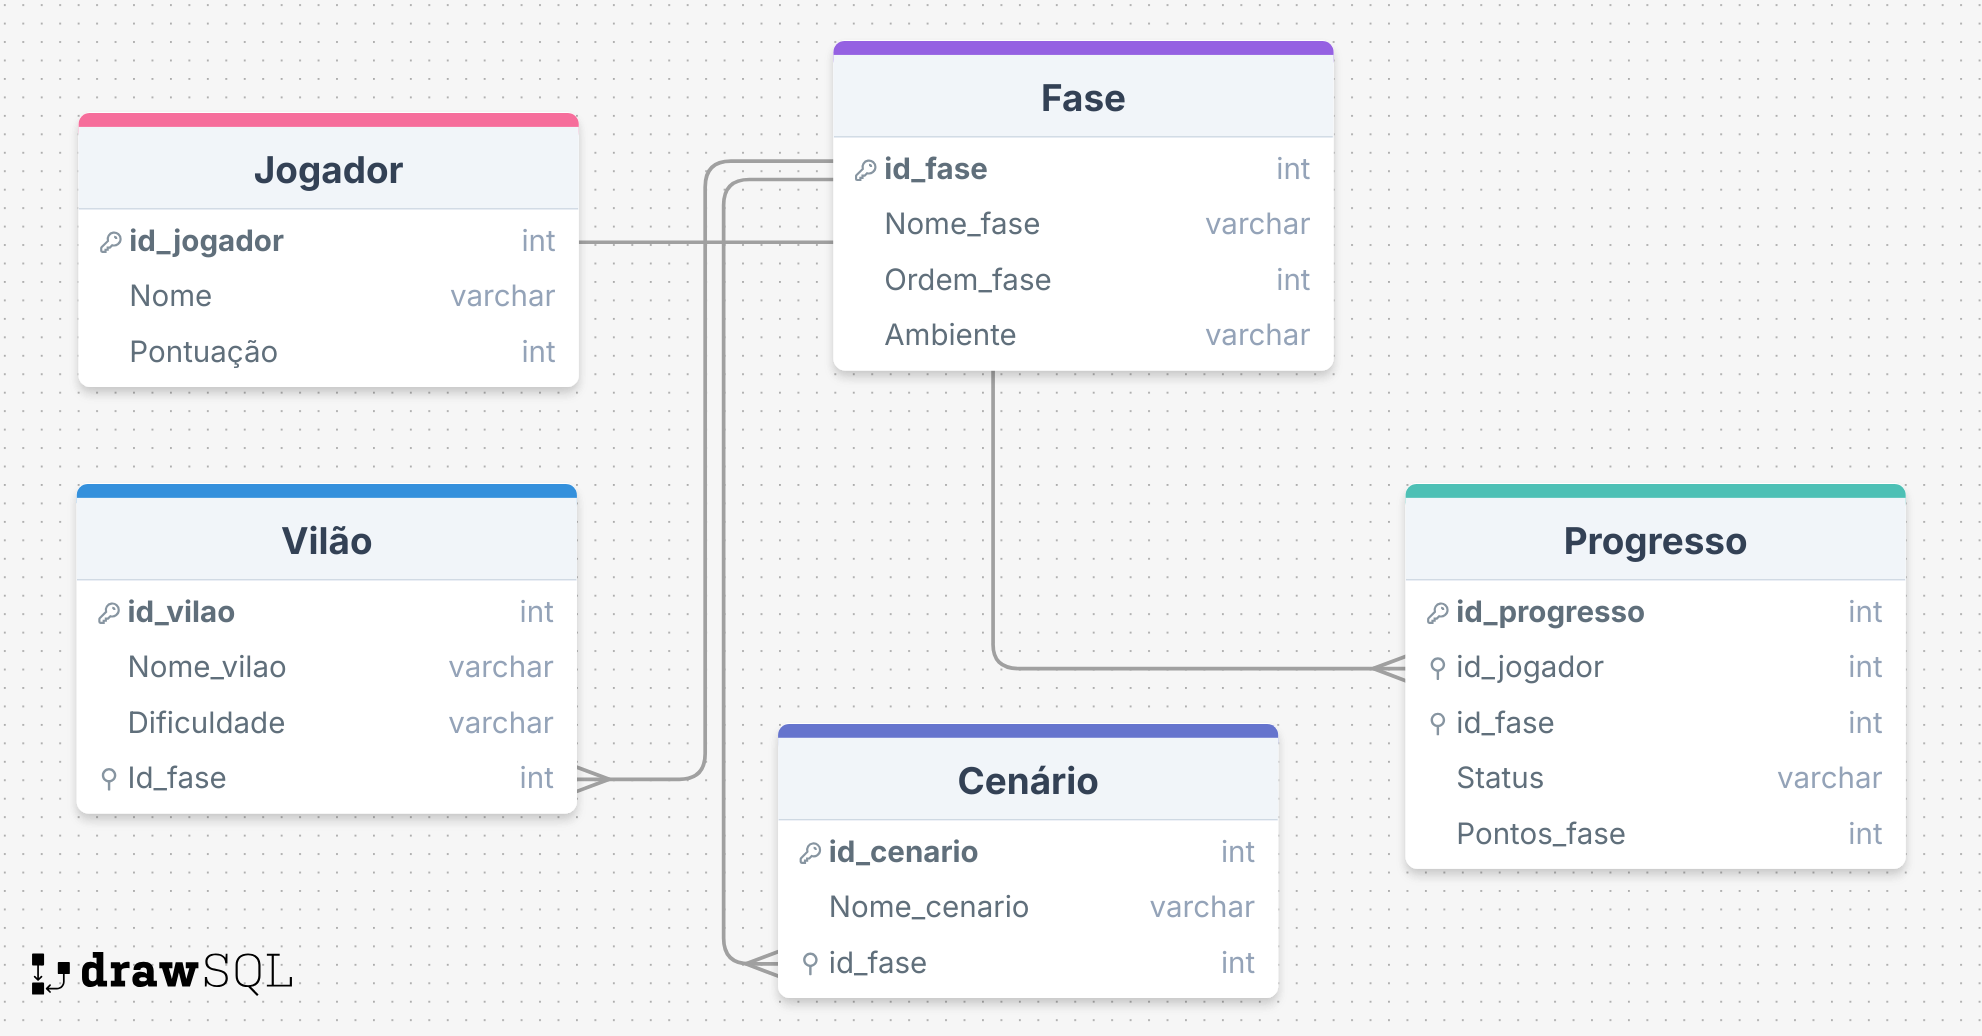 Jogador
id_jogador int
Nome varchar
Pontuação int
Fase
id_fase int
Nome_fase varchar
Ordem_fase int
Ambiente varchar
Vilão
id_vilao int
Nome_vilao varchar
Dificuldade varchar
Id_fase int
Cenário
id_cenario int
Nome_cenario varchar
id_fase int
Progresso
id_progresso int
id_jogador int
id_fase int
Status varchar
Pontos_fase int
drawSQL